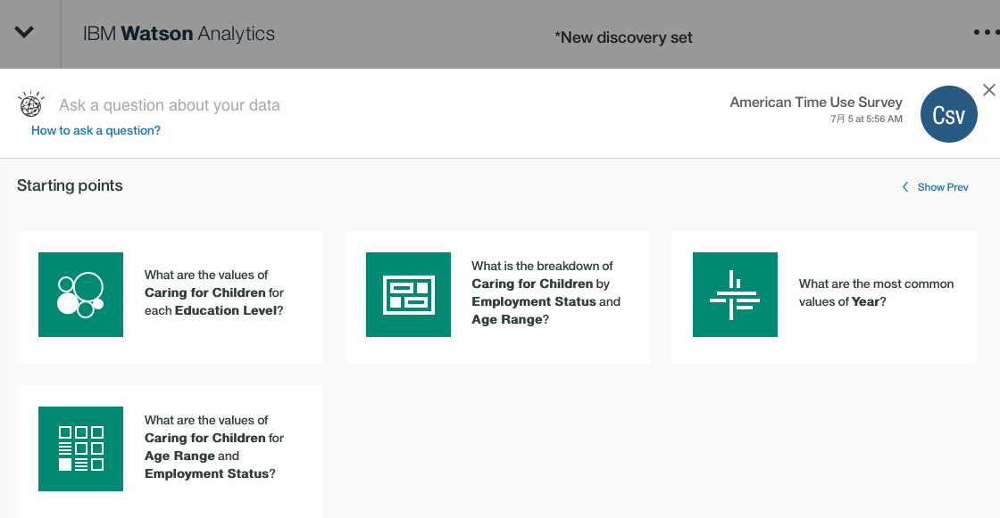 IBM Watson Analytics
*New discovery set
Ask a question about your data
How to ask a question?
American Time Use Survey
7月 5 at 5:56 AM
Csv
Starting points
Show Prev
What are the values of
Caring for Children for
each Education Level?
What is the breakdown of
Caring for Children by
Employment Status and
Age Range?
What are the most common
values of Year?
What are the values of
Caring for Children for
Age Range and
Employment Status?